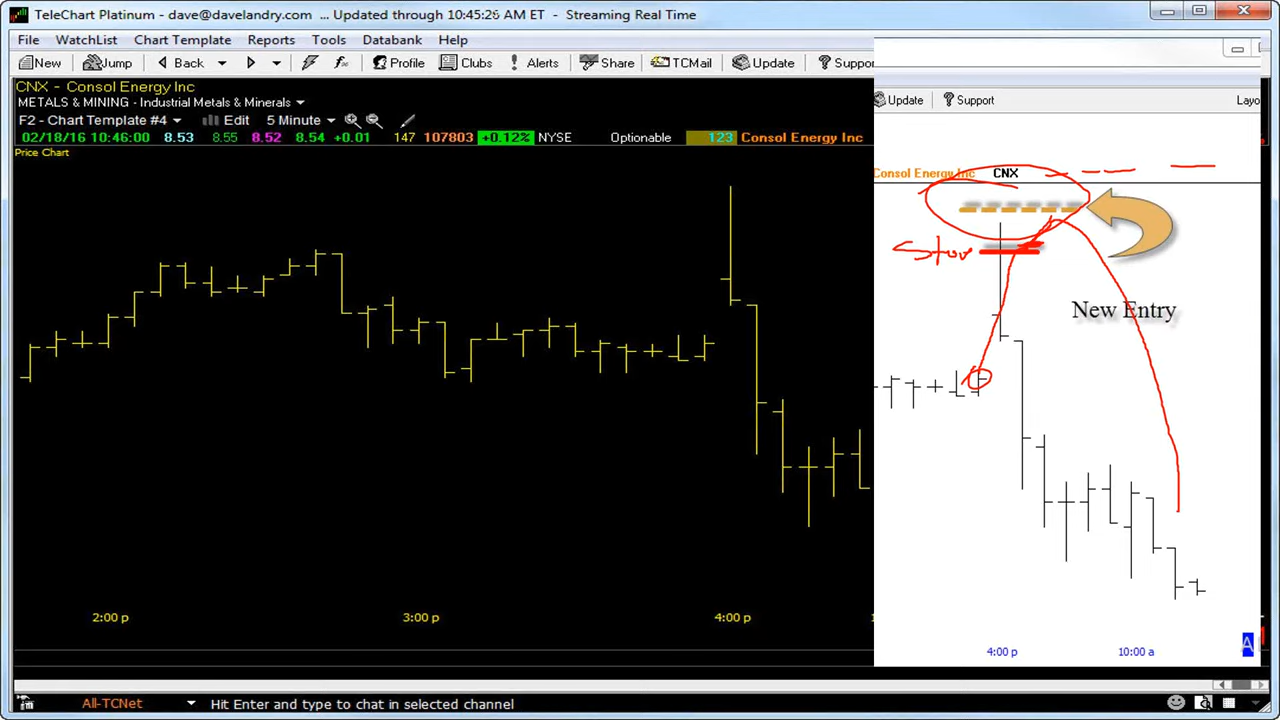 TeleChart Platinum - dave@davelandry.com ... Updated through 10:45:26 AM ET - Streaming Real Time
File WatchList Chart Template Reports Tools Databank Help
New Jump Back Profile Clubs Alerts Share TCMail Update Suppo
CNX - Consol Energy Inc
METALS & MINING - Industrial Metals & Minerals
F2 - Chart Template #4 Edit 5 Minute
02/18/16 10:46:00 8.53 8.55 8.52 8.54 +0.01 147 107803 +0.12% NYSE Optionable 123 Consol Energy Inc
Price Chart
Update Support Layo
Consol Energy Inc CNX
Stop
New Entry
2:00 p 3:00 p 4:00 p
4:00 p 10:00 a
A
All-TCNet Hit Enter and type to chat in selected channel